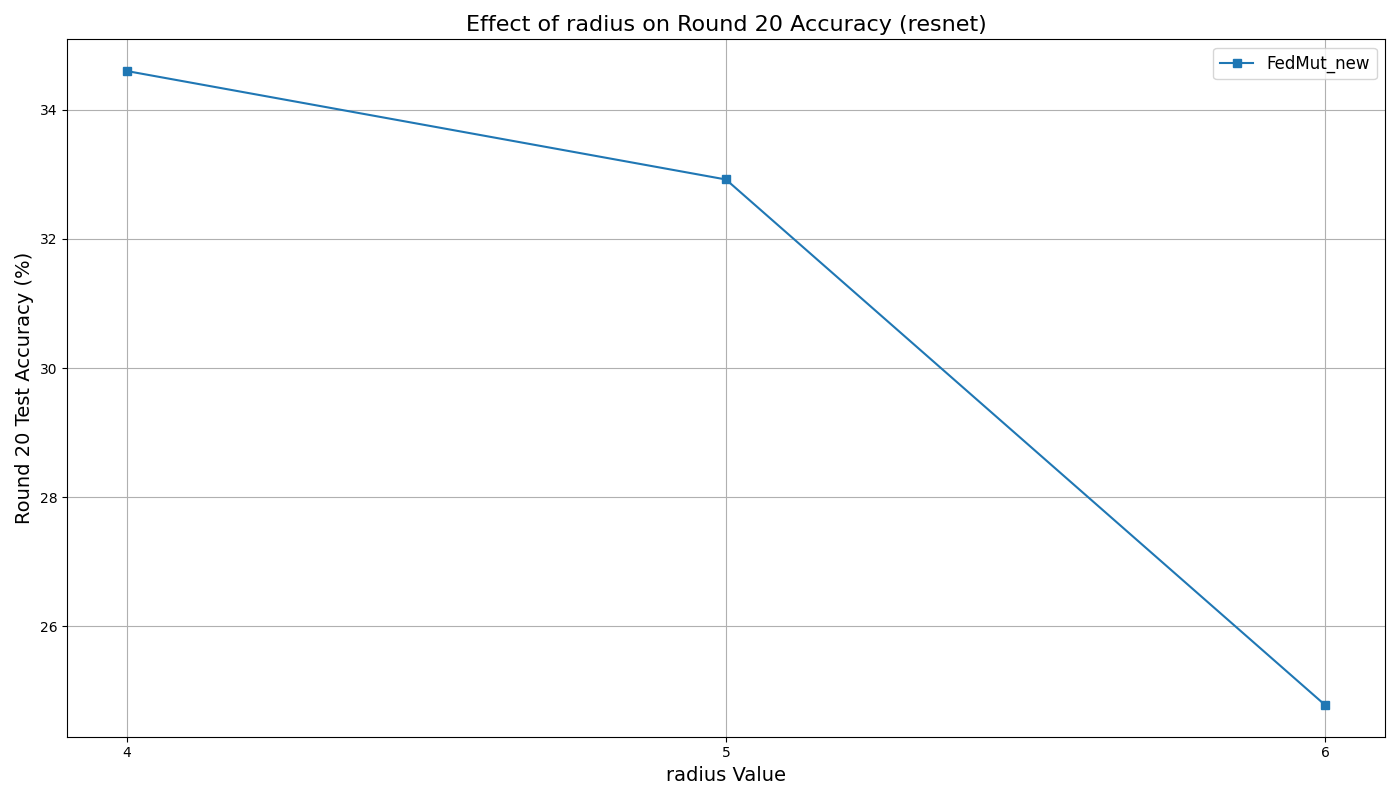 Effect of radius on Round 20 Accuracy (resnet)
FedMut_new
Round 20 Test Accuracy (%)
34
32
30
28
26
4
5
6
radius Value